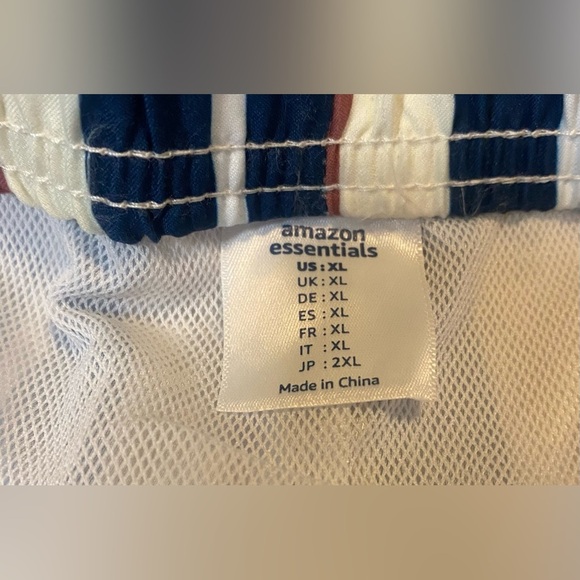 amazon
essentials
US : XL
UK : XL
DE : XL
ES : XL
FR : XL
IT : XL
JP : 2XL
Made in China